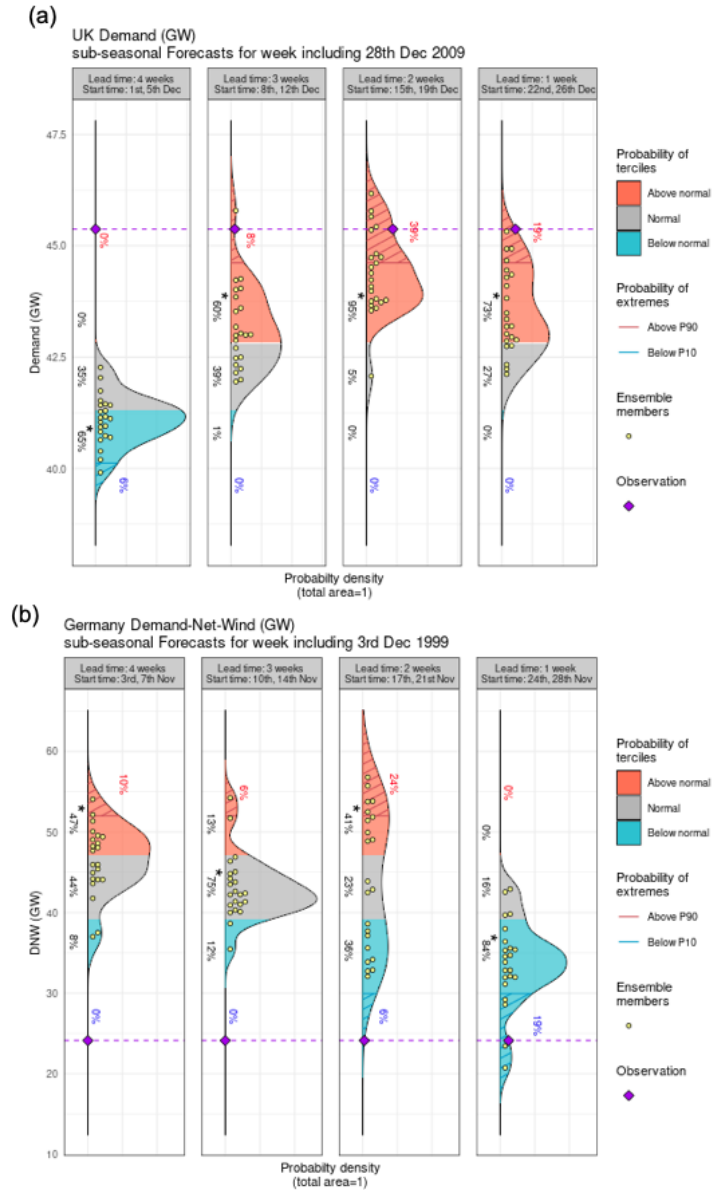 (a)
UK Demand (GW)
sub-seasonal Forecasts for week including 28th Dec 2009
Lead time: 4 weeks
Start time: 1st, 5th Dec
Lead time: 3 weeks
Start time: 8th, 12th Dec
Lead time: 2 weeks
Start time: 15th, 19th Dec
Lead time: 1 week
Start time: 22nd, 26th Dec
Demand (GW)
47.5
45.0
42.5
40.0
0%
0%
35%
*
65%
6%
8%
*
60%
39%
1%
0%
39%
*
95%
5%
0%
0%
19%
*
73%
27%
0%
0%
Probabilty density
(total area=1)
Probability of
terciles
Above normal
Normal
Below normal
Probability of
extremes
Above P90
Below P10
Ensemble
members
Observation
(b)
Germany Demand-Net-Wind (GW)
sub-seasonal Forecasts for week including 3rd Dec 1999
Lead time: 4 weeks
Start time: 3rd, 7th Nov
Lead time: 3 weeks
Start time: 10th, 14th Nov
Lead time: 2 weeks
Start time: 17th, 21st Nov
Lead time: 1 week
Start time: 24th, 28th Nov
DNW (GW)
60
50
40
30
20
10
10%
*
47%
44%
8%
0%
6%
13%
*
75%
12%
0%
24%
*
41%
23%
36%
6%
0%
0%
16%
*
84%
19%
Probabilty density
(total area=1)
Probability of
terciles
Above normal
Normal
Below normal
Probability of
extremes
Above P90
Below P10
Ensemble
members
Observation